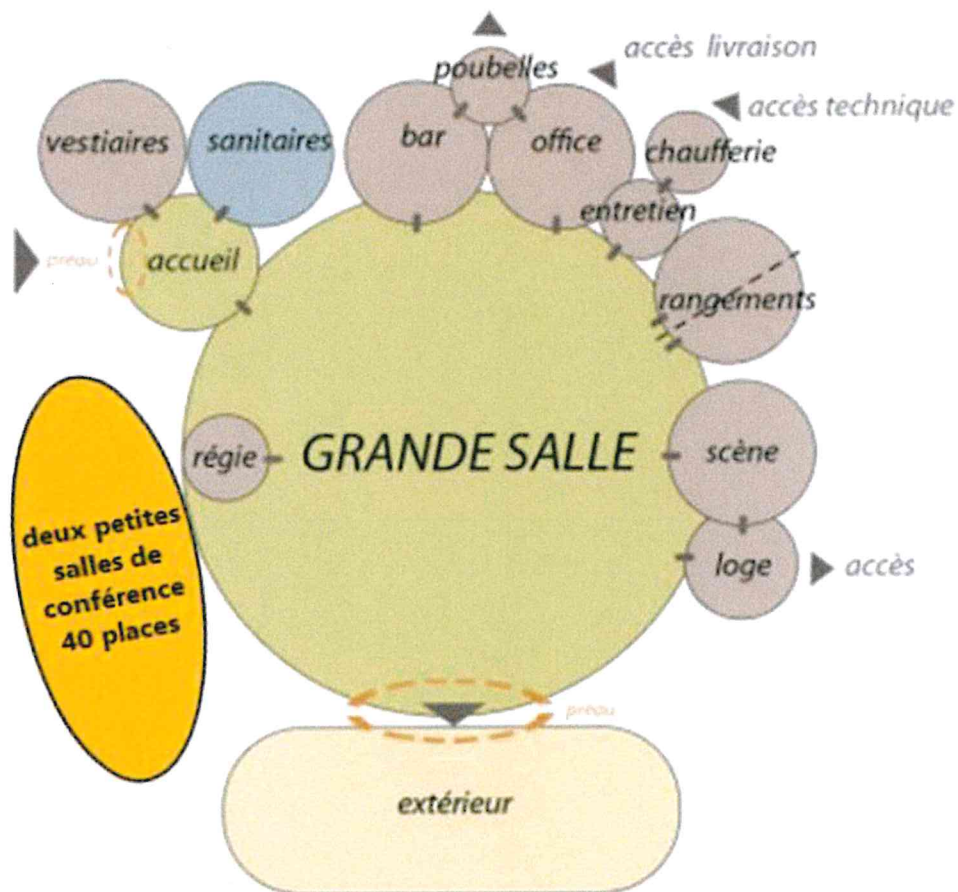 accès livraison
poubelles
accès technique
vestiaires
sanitaires
bar
office
chaufferie
entretien
préau
accueil
rangements
régie
GRANDE SALLE
scène
deux petites
salles de
conférence
40 places
loge
accès
préau
extérieur